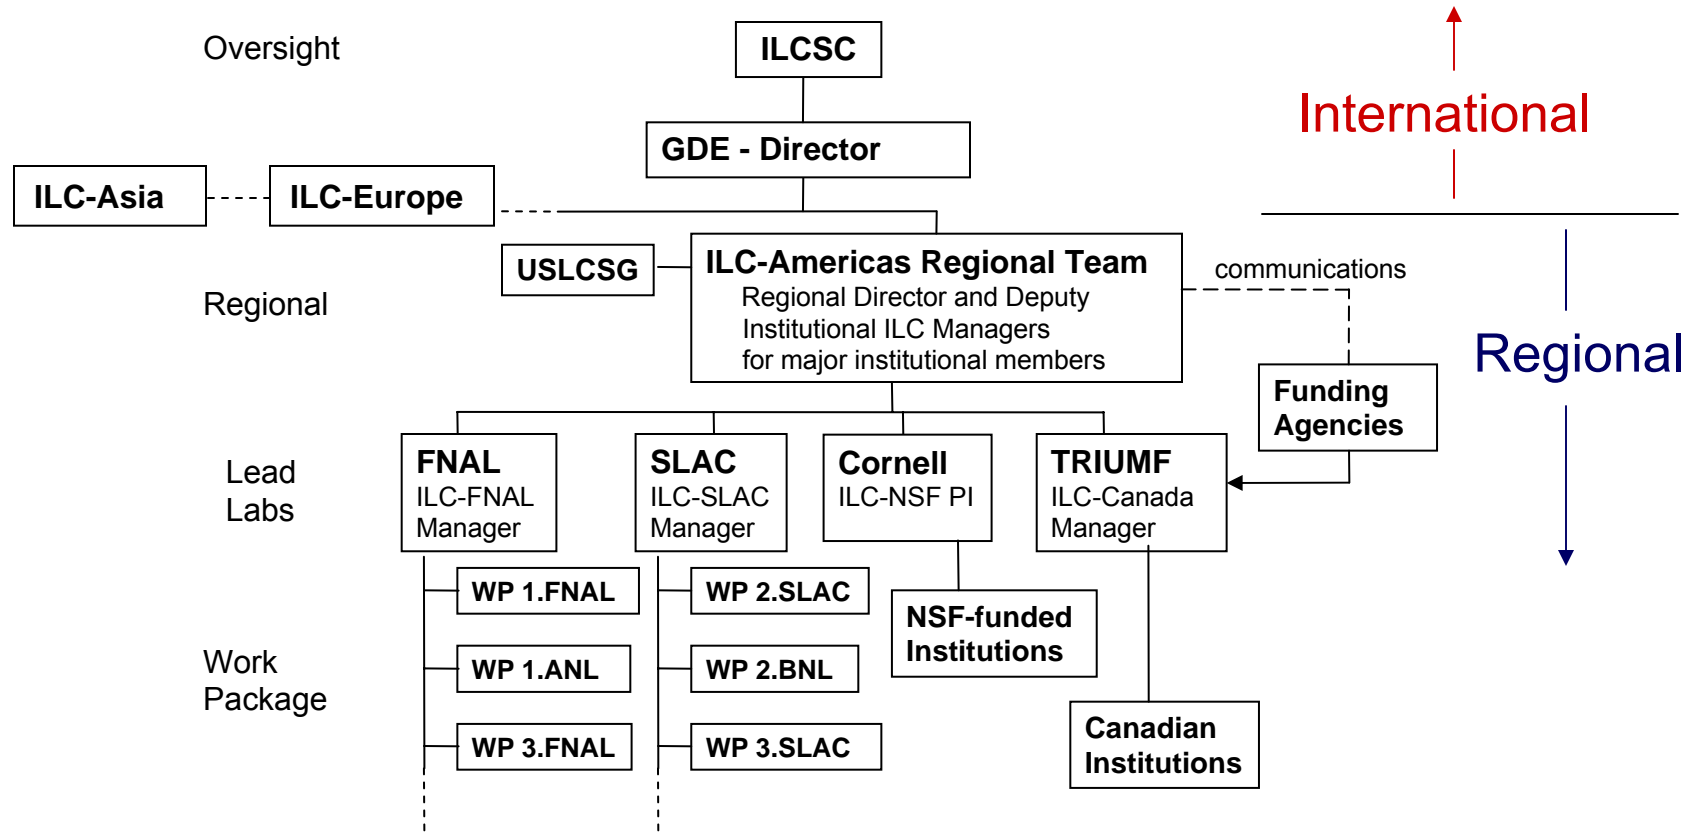 Oversight
ILCSC
International
GDE - Director
ILC-Asia
ILC-Europe
USLCSG
ILC-Americas Regional Team
Regional Director and Deputy
Institutional ILC Managers
for major institutional members
communications
Regional
Regional
Funding
Agencies
Lead
Labs
FNAL
ILC-FNAL
Manager
SLAC
ILC-SLAC
Manager
Cornell
ILC-NSF PI
TRIUMF
ILC-Canada
Manager
WP 1.FNAL
WP 2.SLAC
NSF-funded
Institutions
Work
Package
WP 1.ANL
WP 2.BNL
WP 3.FNAL
WP 3.SLAC
Canadian
Institutions